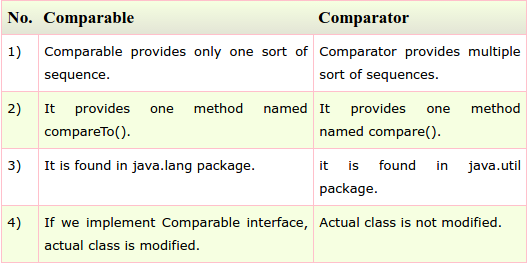 No. Comparable Comparator
1) Comparable provides only one sort of Comparator provides multiple
sequence. sort of sequences.
2) It provides one method named It provides one method
compareTo(). named compare().
3) It is found in java.lang package. it is found in java.util
package.
4) If we implement Comparable interface, Actual class is not modified.
actual class is modified.